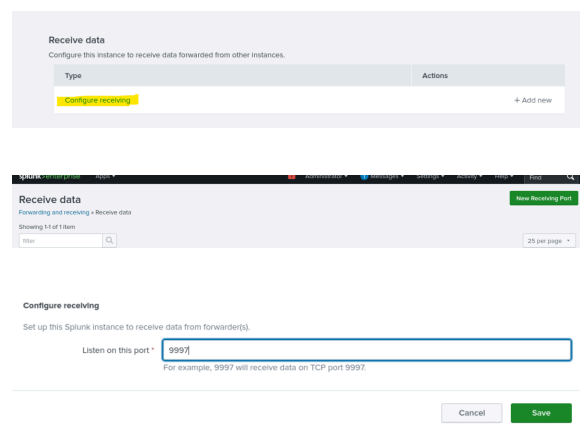 Receive data
Configure this instance to receive data forwarded from other instances.
Type Actions
Configure receiving + Add new
splunk>enterprise Apps Administrator Messages Settings Activity Help Find
Receive data New Receiving Port
Forwarding and receiving » Receive data
Showing 1-1 of 1 item
filter 25 per page
Configure receiving
Set up this Splunk instance to receive data from forwarder(s).
Listen on this port * 9997
For example, 9997 will receive data on TCP port 9997.
Cancel Save